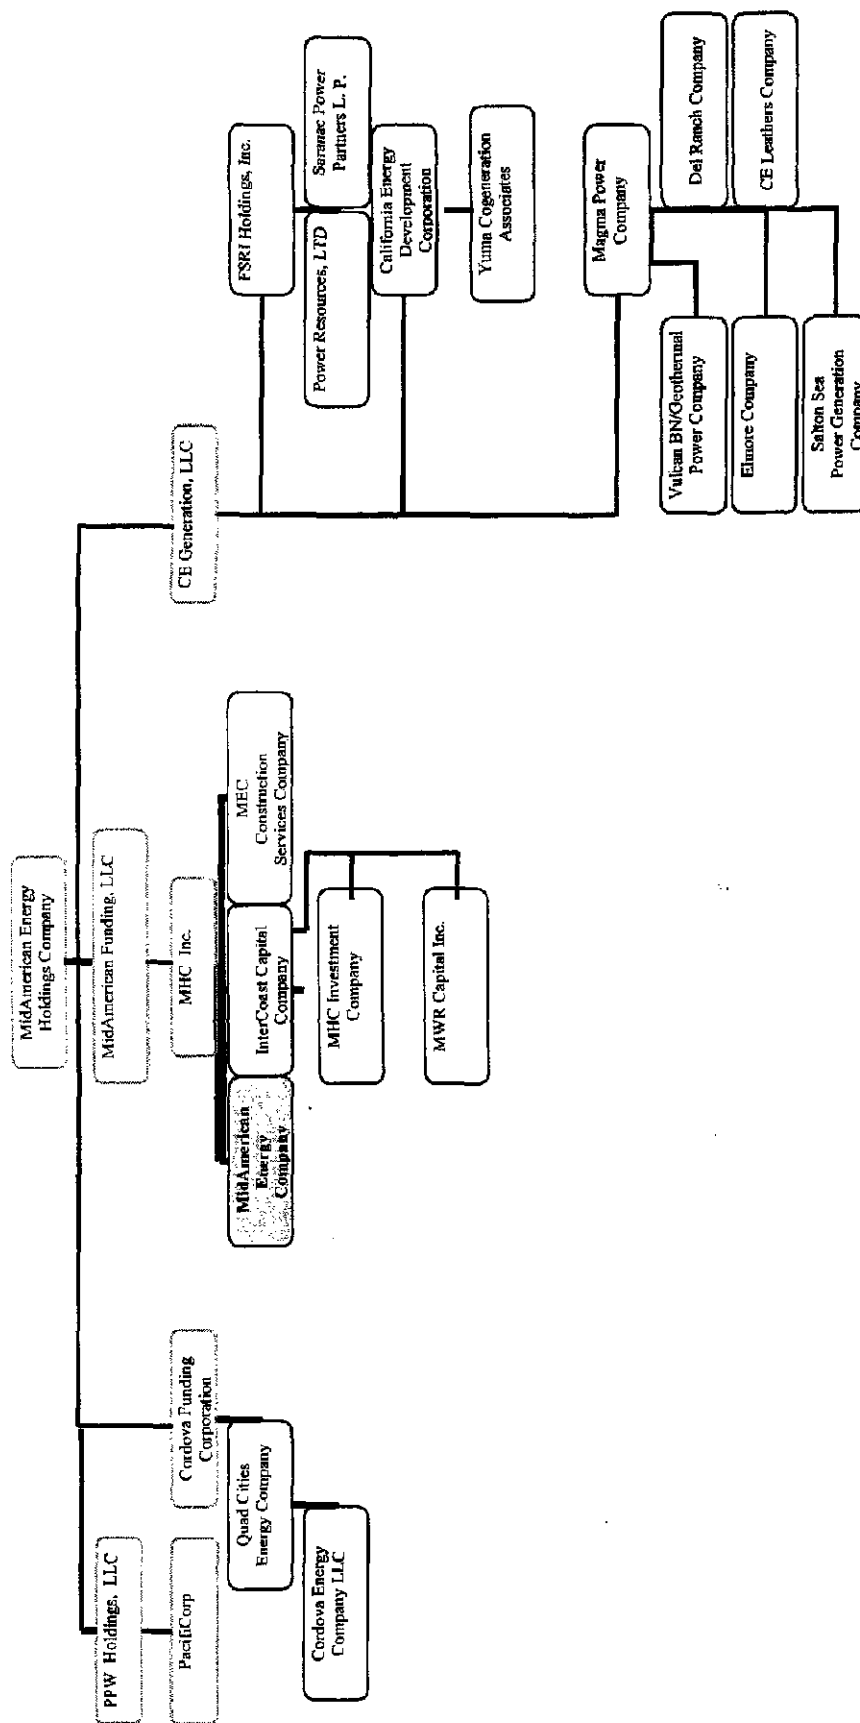 MidAmerican Energy
Holdings Company
PPW Holdings, LLC
MidAmerican Funding, LLC
PacifiCorp
Cordova Funding
Corporation
MHC Inc.
CE Generation, LLC
Quad Cities
Energy Company
MidAmerican
Energy
Company
InterCoast Capital
Company
MEC
Construction
Services Company
FSRI Holdings, Inc.
Cordova Energy
Company LLC
MHC Investment
Company
Power Resources, LTD
Saranac Power
Partners L. P.
California Energy
Development
Corporation
MWR Capital Inc.
Yuma Cogeneration
Associates
Magma Power
Company
Vulcan BN/Geothermal
Power Company
Del Ranch Company
Elmore Company
CE Leathers Company
Salton Sea
Power Generation
Company